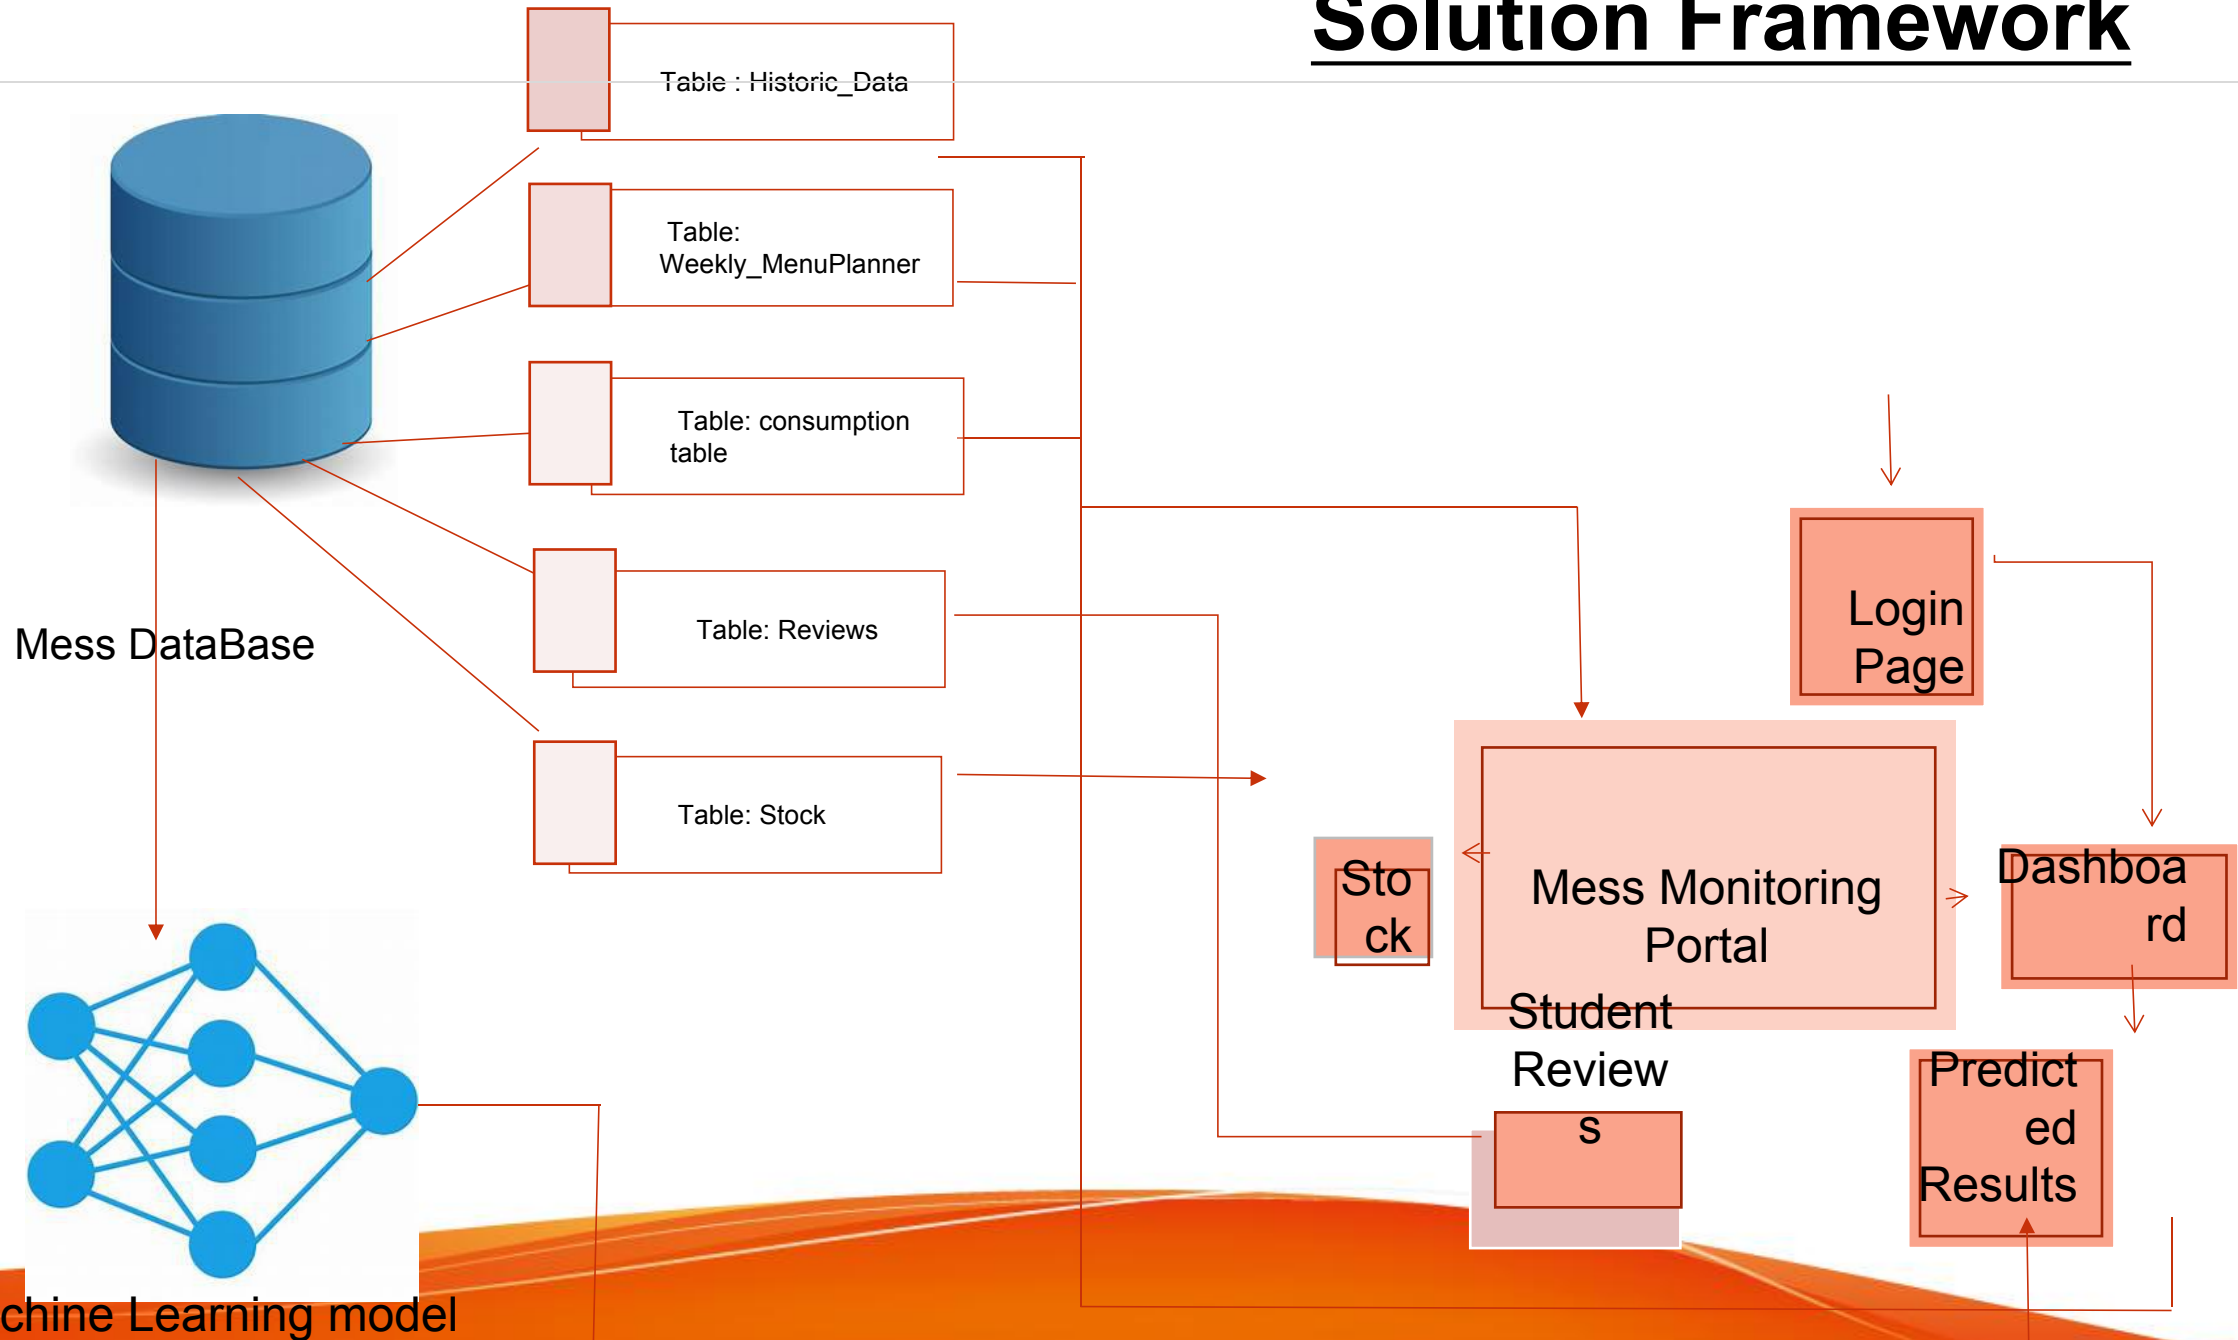 Solution Framework
Table : Historic_Data
Table:
Weekly_MenuPlanner
Table: consumption
table
Table: Reviews
Table: Stock
Mess DataBase
chine Learning model
Login
Page
Mess Monitoring
Portal
Sto
ck
Dashboa
rd
Student
Review
s
Predict
ed
Results